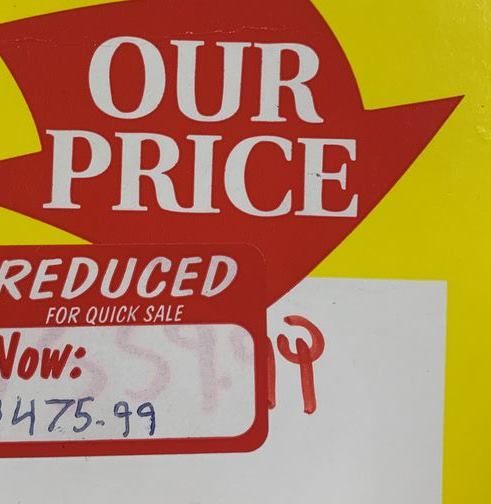 OUR
PRICE
REDUCED
FOR QUICK SALE
Now:
$475.99